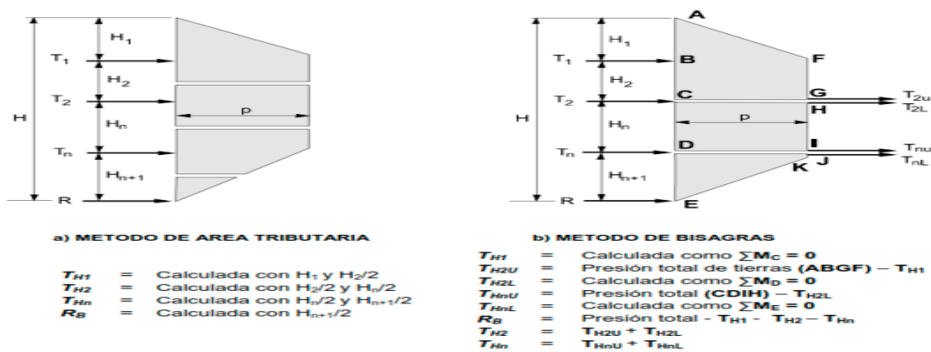 H
H1
T1
H2
T2
p
Hn
Tn
Hn+1
R
A
H
H1
T1
B
F
H2
C
G
T2U
T2
H
T2L
p
Hn
D
I
TnU
Tn
J
TnL
K
Hn+1
R
E
a) METODO DE AREA TRIBUTARIA
TH1 = Calculada con H1 y H2/2
TH2 = Calculada con H2/2 y Hn/2
THn = Calculada con Hn/2 y Hn+1/2
RB = Calculada con Hn+1/2
b) METODO DE BISAGRAS
TH1 = Calculada como ∑MC = 0
TH2U = Presión total de tierras (ABGF) – TH1
TH2L = Calculada como ∑MD = 0
THnU = Presión total (CDIH) – TH2L
THnL = Calculada como ∑ME = 0
RB = Presión total - TH1 - TH2 – THn
TH2 = TH2U + TH2L
THn = THnU + THnL